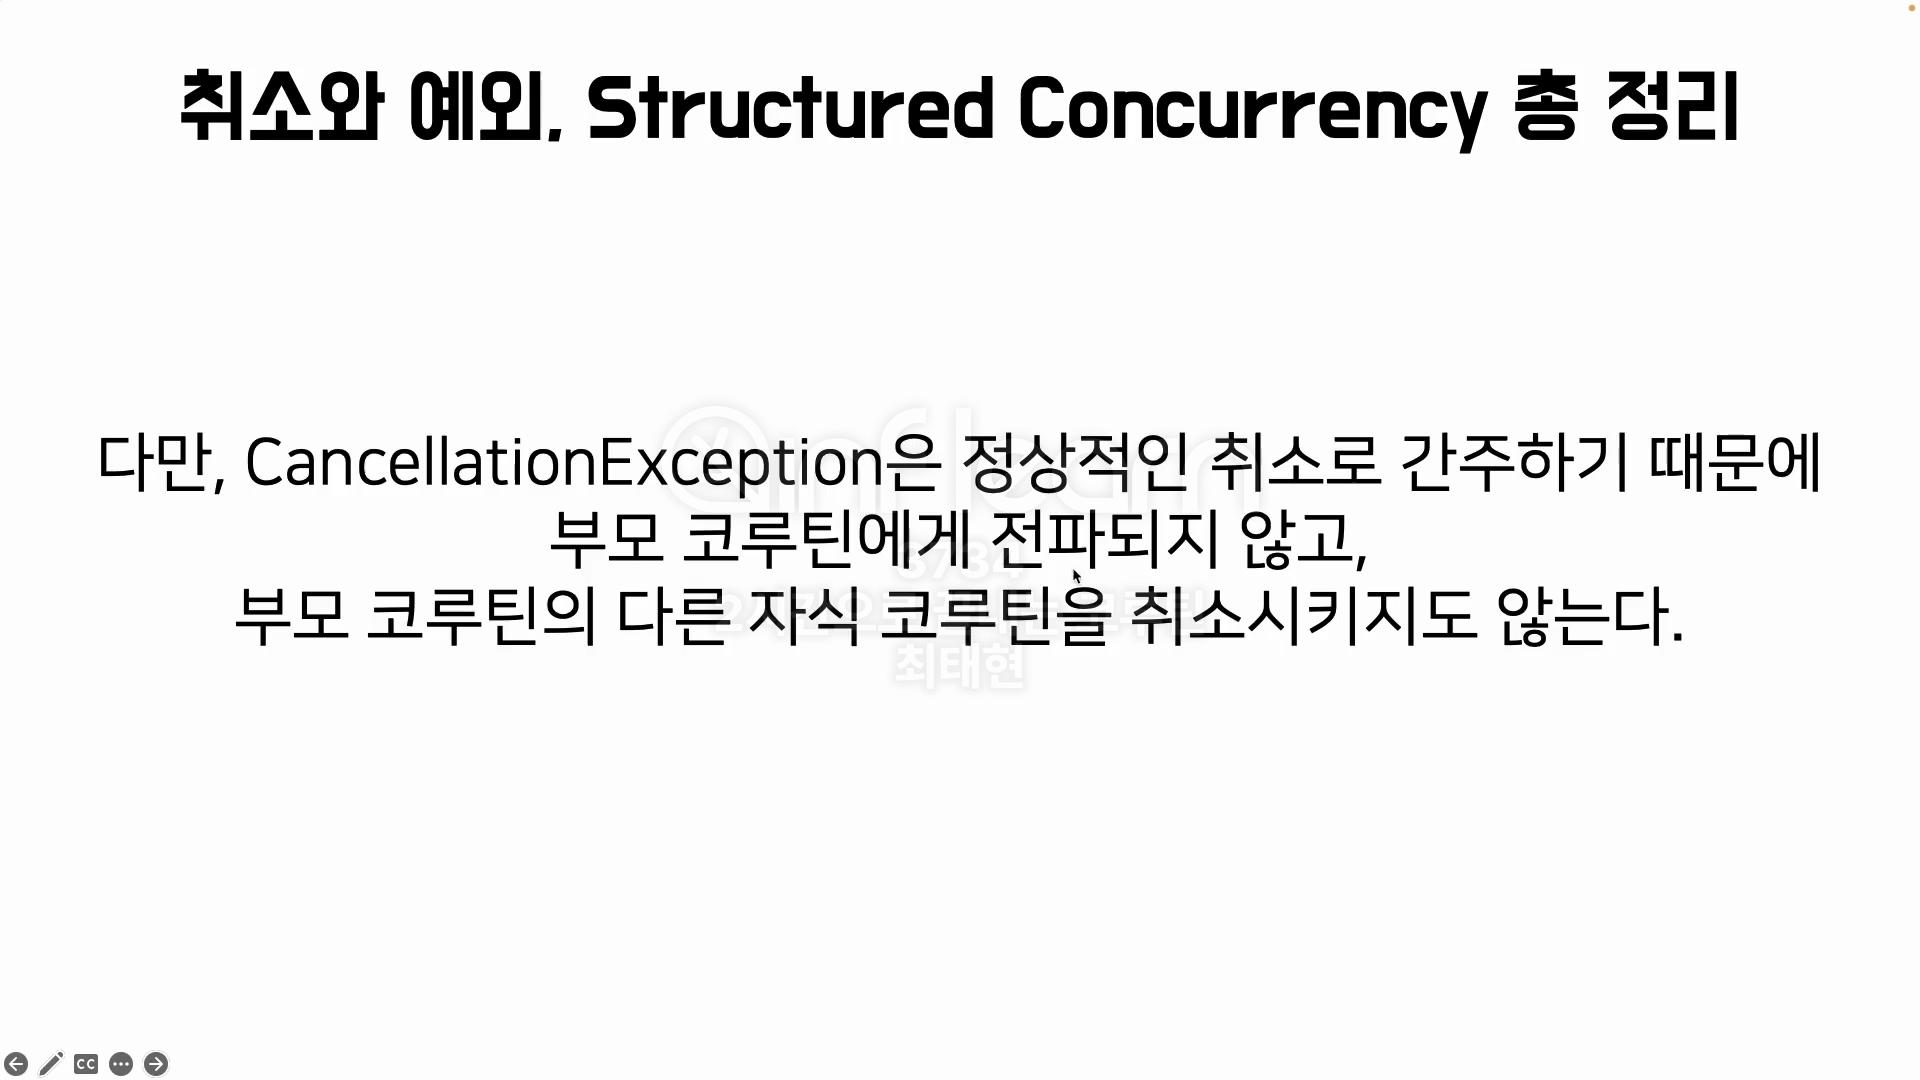 취소와 예외, Structured Concurrency 총 정리
다만, CancellationException은 정상적인 취소로 간주하기 때문에
부모 코루틴에게 전파되지 않고,
부모 코루틴의 다른 자식 코루틴을 취소시키지도 않는다.
inflearn
3734
최태현
CC